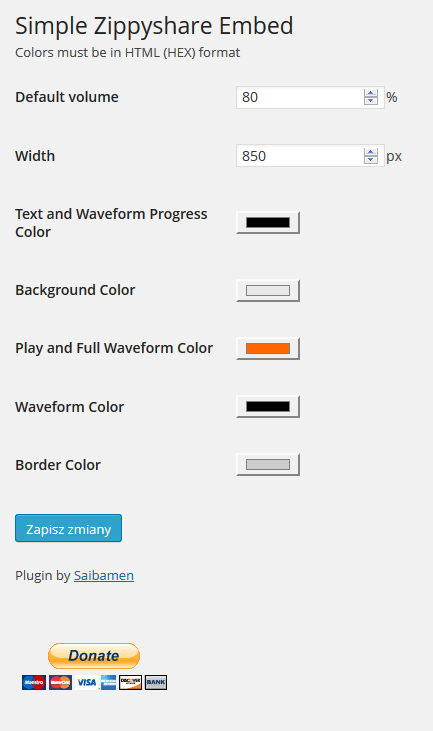 Simple Zippyshare Embed
Colors must be in HTML (HEX) format
Default volume 80 %
Width 850 px
Text and Waveform Progress
Color
Background Color
Play and Full Waveform Color
Waveform Color
Border Color
Zapisz zmiany
Plugin by Saibamen
Donate
Maestro MasterCard VISA DISCOVER BANK